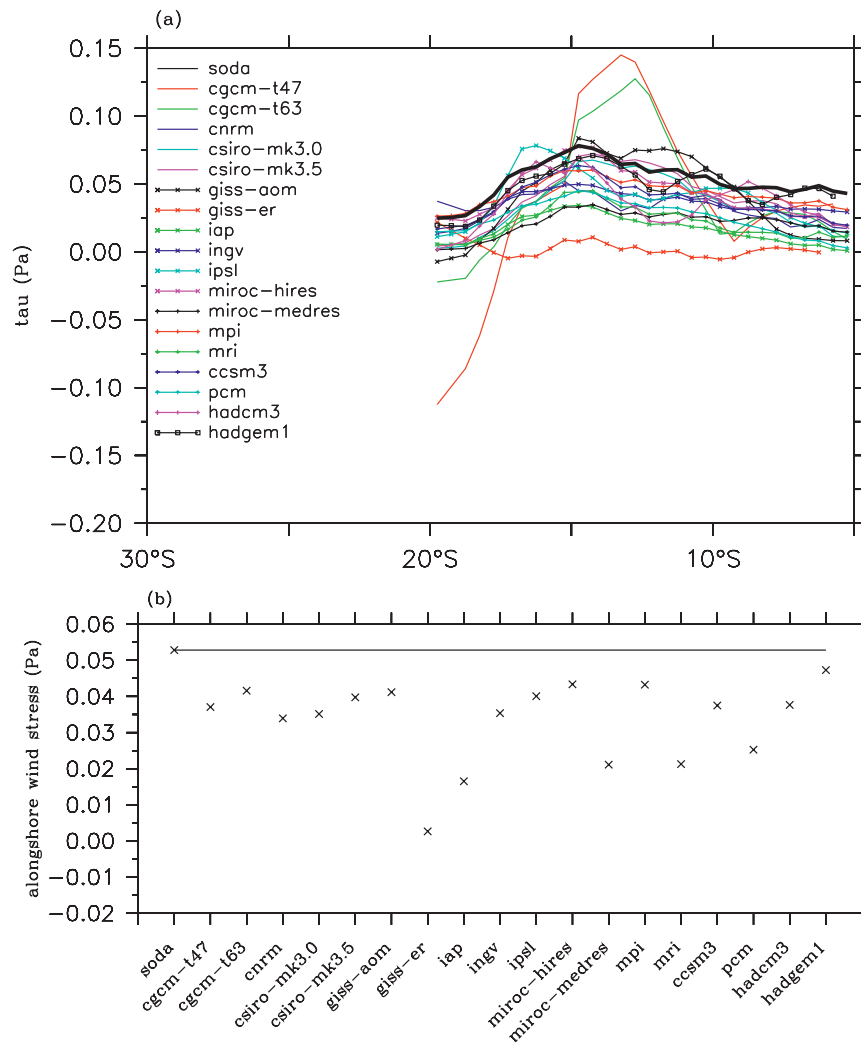 (a)
tau (Pa)
0.15
0.10
0.05
0.00
−0.05
−0.10
−0.15
−0.20
soda
cgcm−t47
cgcm−t63
cnrm
csiro−mk3.0
csiro−mk3.5
giss−aom
giss−er
iap
ingv
ipsl
miroc−hires
miroc−medres
mpi
mri
ccsm3
pcm
hadcm3
hadgem1
30°S 20°S 10°S
(b)
alongshore wind stress (Pa)
0.06
0.05
0.04
0.03
0.02
0.01
0.00
−0.01
−0.02
soda
cgcm−t47
cgcm−t63
cnrm
csiro−mk3.0
csiro−mk3.5
giss−aom
giss−er
iap
ingv
ipsl
miroc−hires
miroc−medres
mpi
mri
ccsm3
pcm
hadcm3
hadgem1